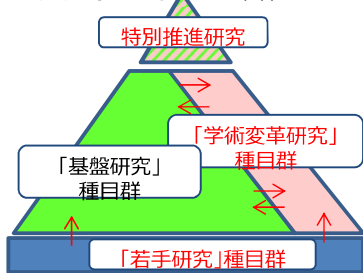 特別推進研究
「学術変革研究」
種目群
「基盤研究」
種目群
「若手研究」種目群